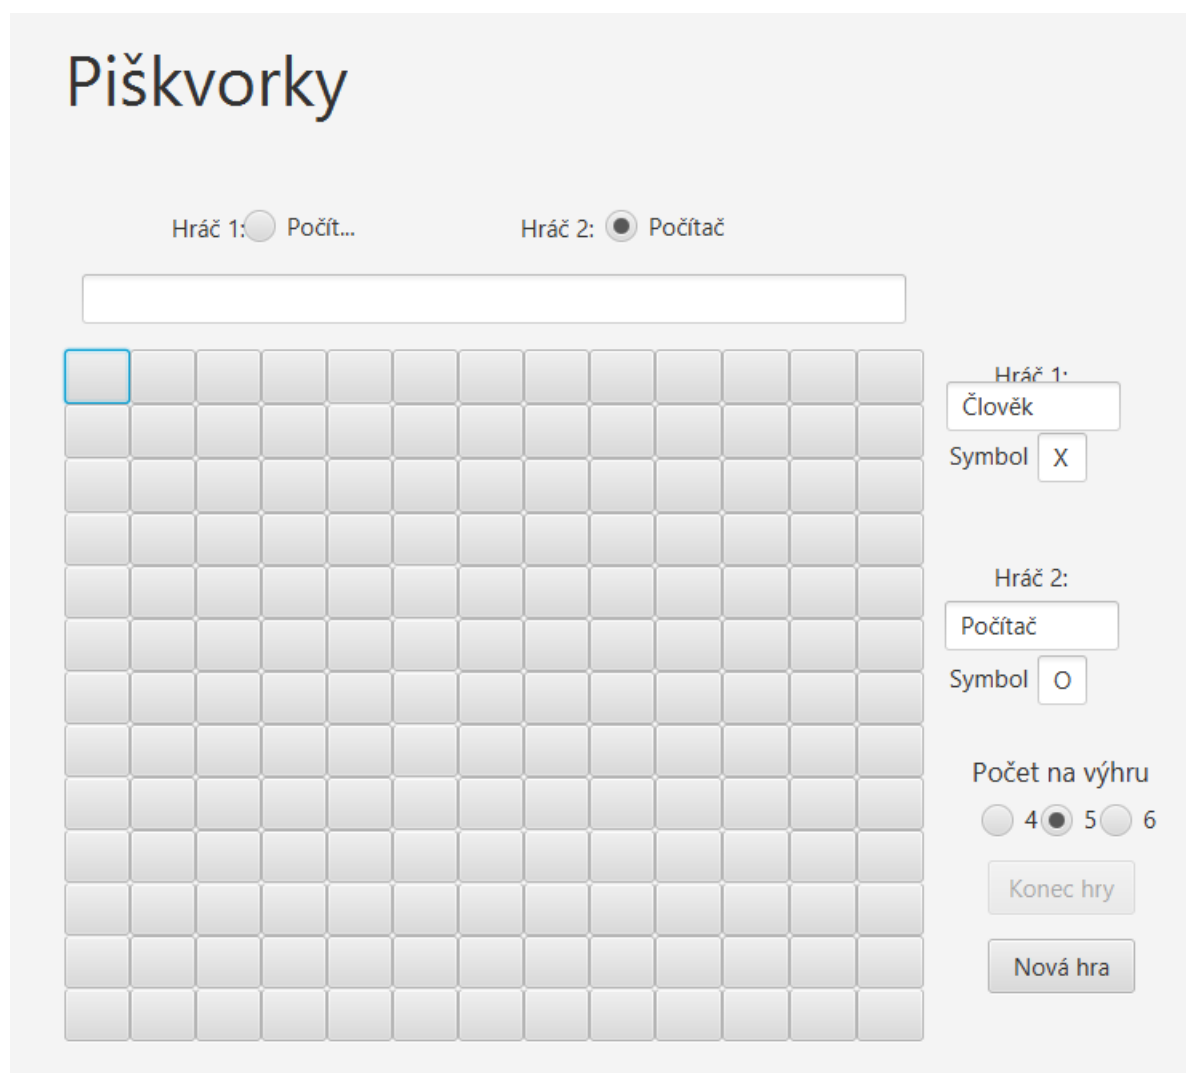 Piškvorky
Hráč 1: Počít... Hráč 2: Počítač
Hráč 1:
Člověk
Symbol X
Hráč 2:
Počítač
Symbol O
Počet na výhru
4 5 6
Konec hry
Nová hra